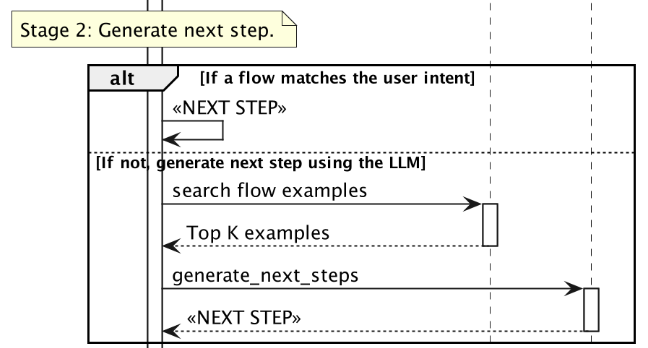 Stage 2: Generate next step.
alt [If a flow matches the user intent]
«NEXT STEP»
[If not, generate next step using the LLM]
search flow examples
Top K examples
generate_next_steps
«NEXT STEP»